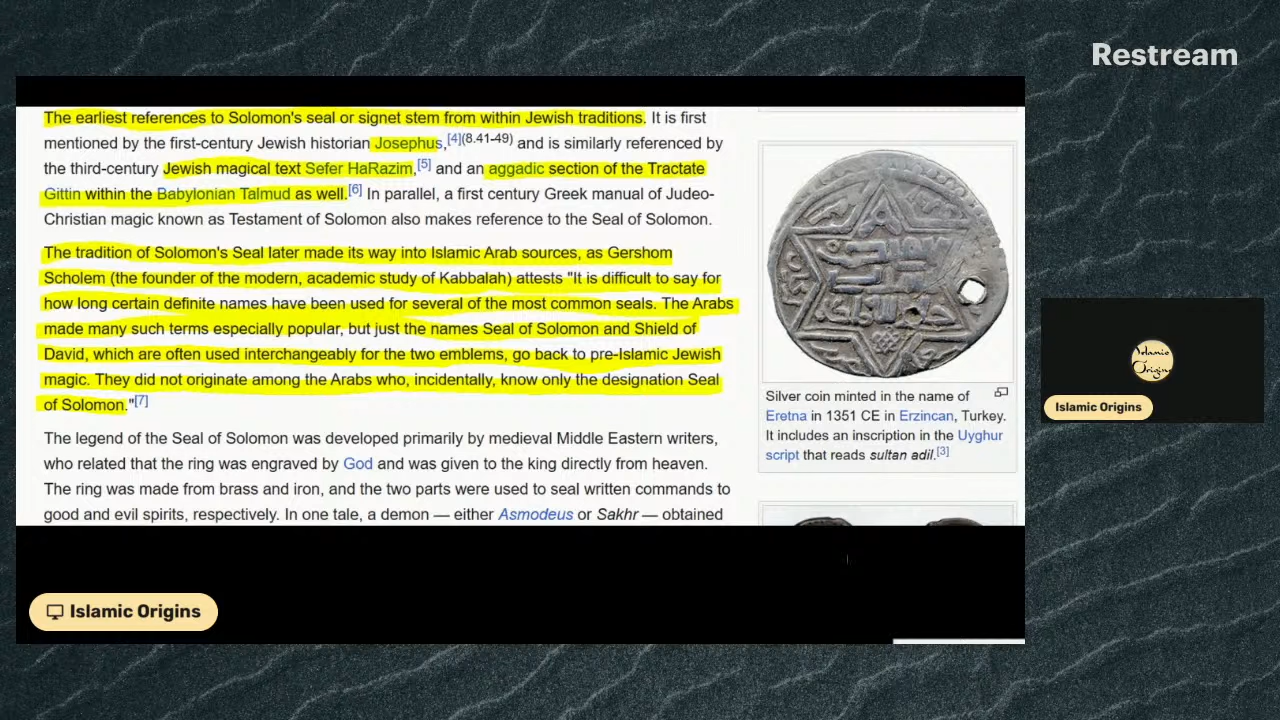 Restream
The earliest references to Solomon's seal or signet stem from within Jewish traditions. It is first
mentioned by the first-century Jewish historian Josephus,[4](8.41-49) and is similarly referenced by
the third-century Jewish magical text Sefer HaRazim,[5] and an aggadic section of the Tractate
Gittin within the Babylonian Talmud as well.[6] In parallel, a first century Greek manual of Judeo-
Christian magic known as Testament of Solomon also makes reference to the Seal of Solomon.
The tradition of Solomon's Seal later made its way into Islamic Arab sources, as Gershom
Scholem (the founder of the modern, academic study of Kabbalah) attests "It is difficult to say for
how long certain definite names have been used for several of the most common seals. The Arabs
made many such terms especially popular, but just the names Seal of Solomon and Shield of
David, which are often used interchangeably for the two emblems, go back to pre-Islamic Jewish
magic. They did not originate among the Arabs who, incidentally, know only the designation Seal
of Solomon."[7]
The legend of the Seal of Solomon was developed primarily by medieval Middle Eastern writers,
who related that the ring was engraved by God and was given to the king directly from heaven.
The ring was made from brass and iron, and the two parts were used to seal written commands to
good and evil spirits, respectively. In one tale, a demon — either Asmodeus or Sakhr — obtained
Silver coin minted in the name of
Eretna in 1351 CE in Erzincan, Turkey.
It includes an inscription in the Uyghur
script that reads sultan adil.[3]
Islamic
Origins
Islamic Origins
Islamic Origins